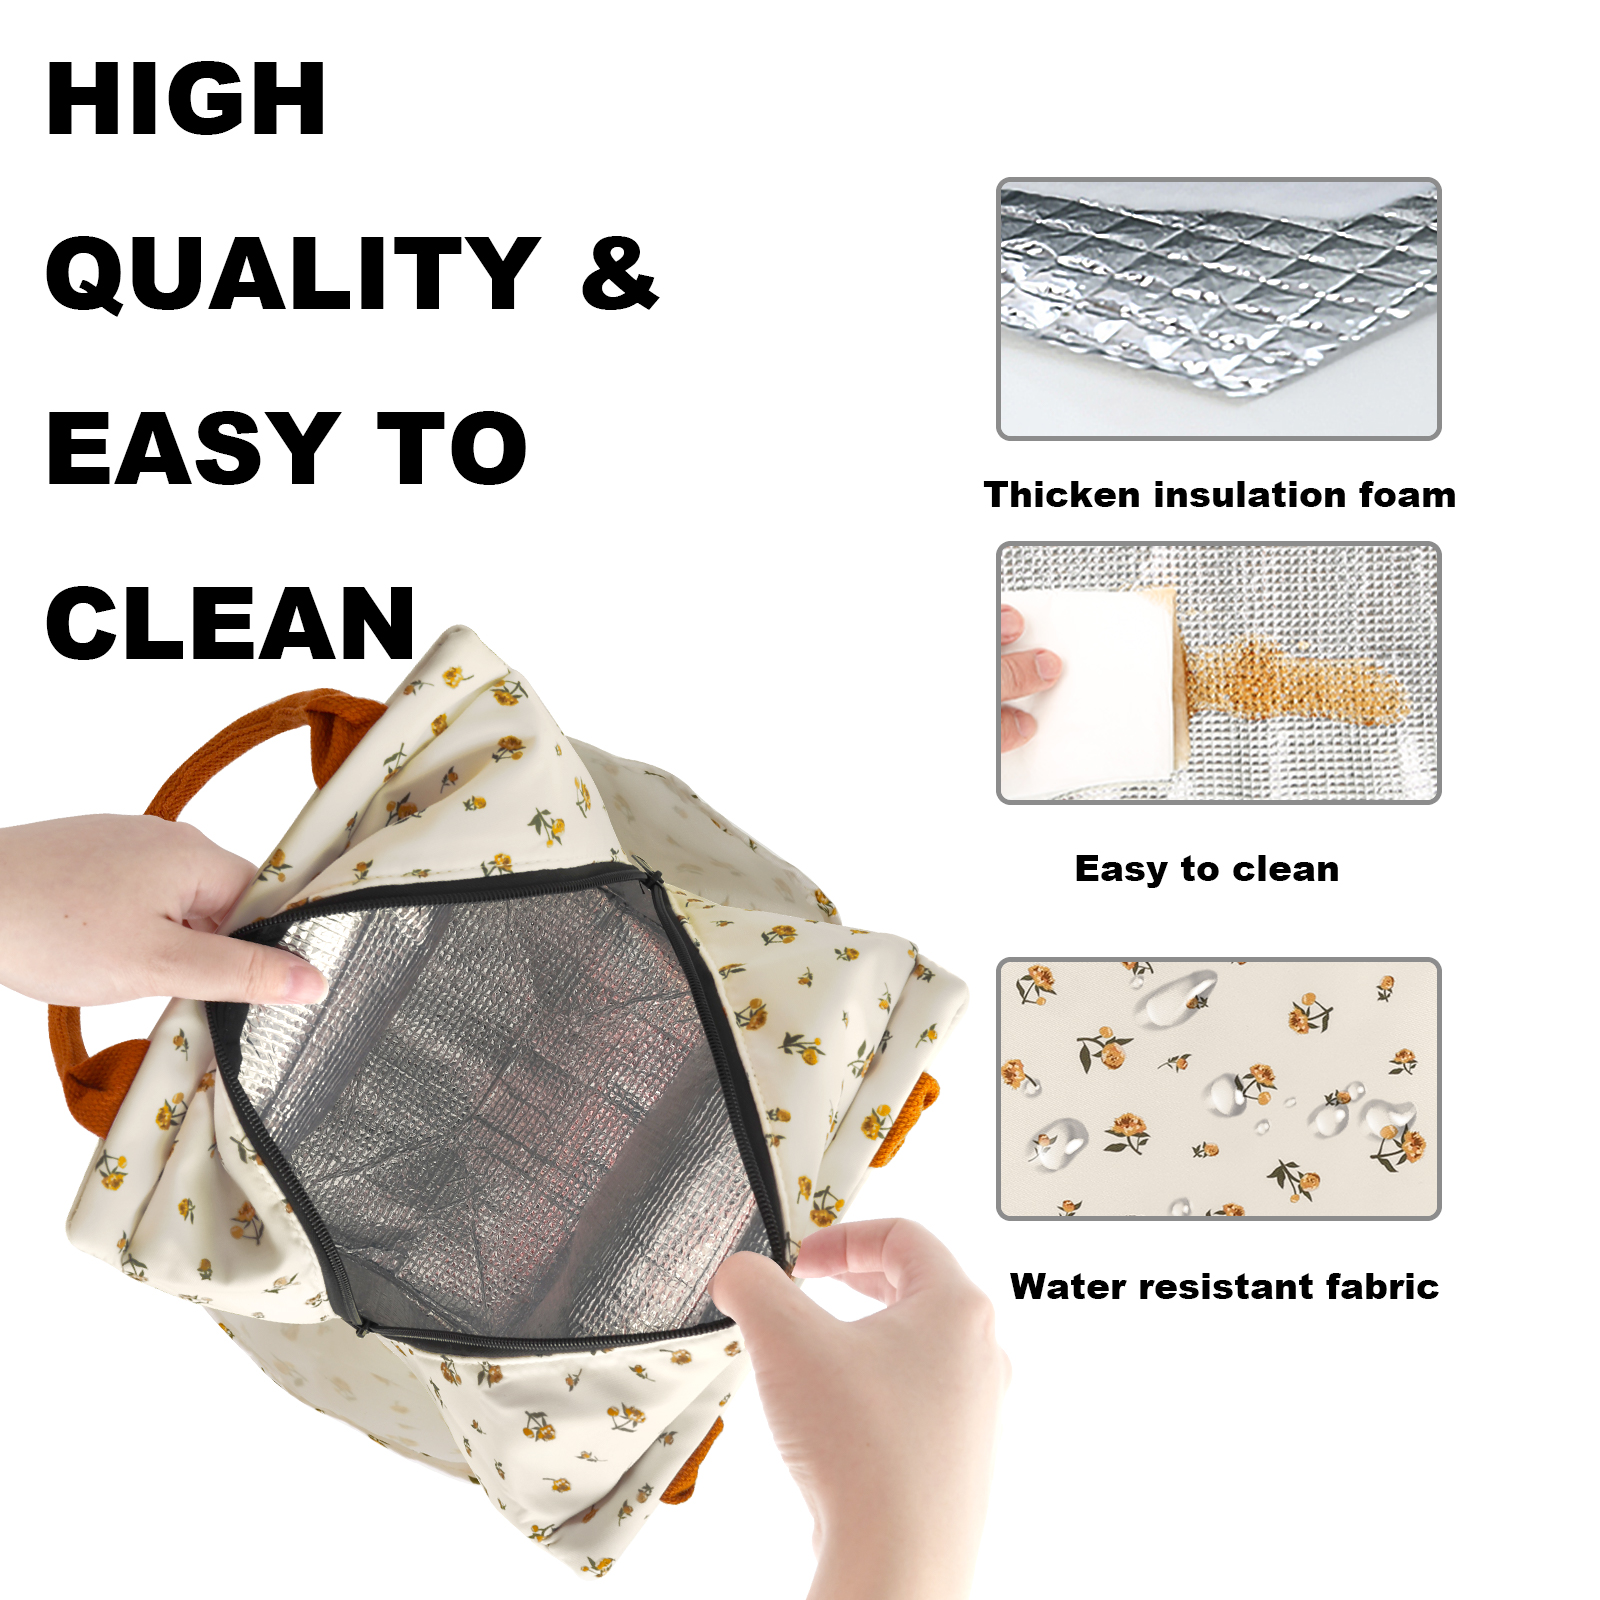 HIGH
QUALITY &
EASY TO
CLEAN
Thicken insulation foam
Easy to clean
Water resistant fabric